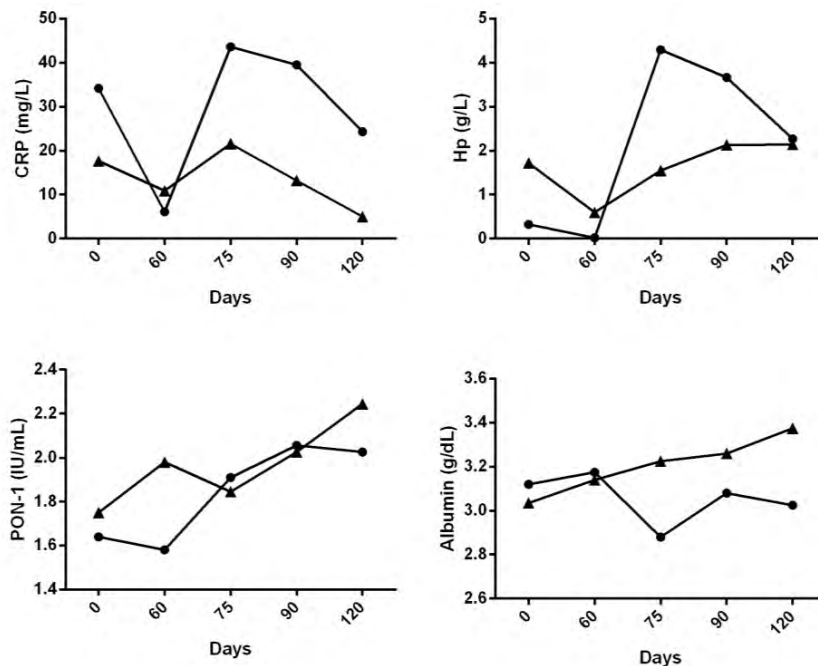 CRP (mg/L)
50
40
30
20
10
0
0 60 75 90 120
Days
Hp (g/L)
5
4
3
2
1
0
0 60 75 90 120
Days
PON-1 (IU/mL)
2.4
2.2
2.0
1.8
1.6
1.4
0 60 75 90 120
Days
Albumin (g/dL)
3.6
3.4
3.2
3.0
2.8
2.6
0 60 75 90 120
Days